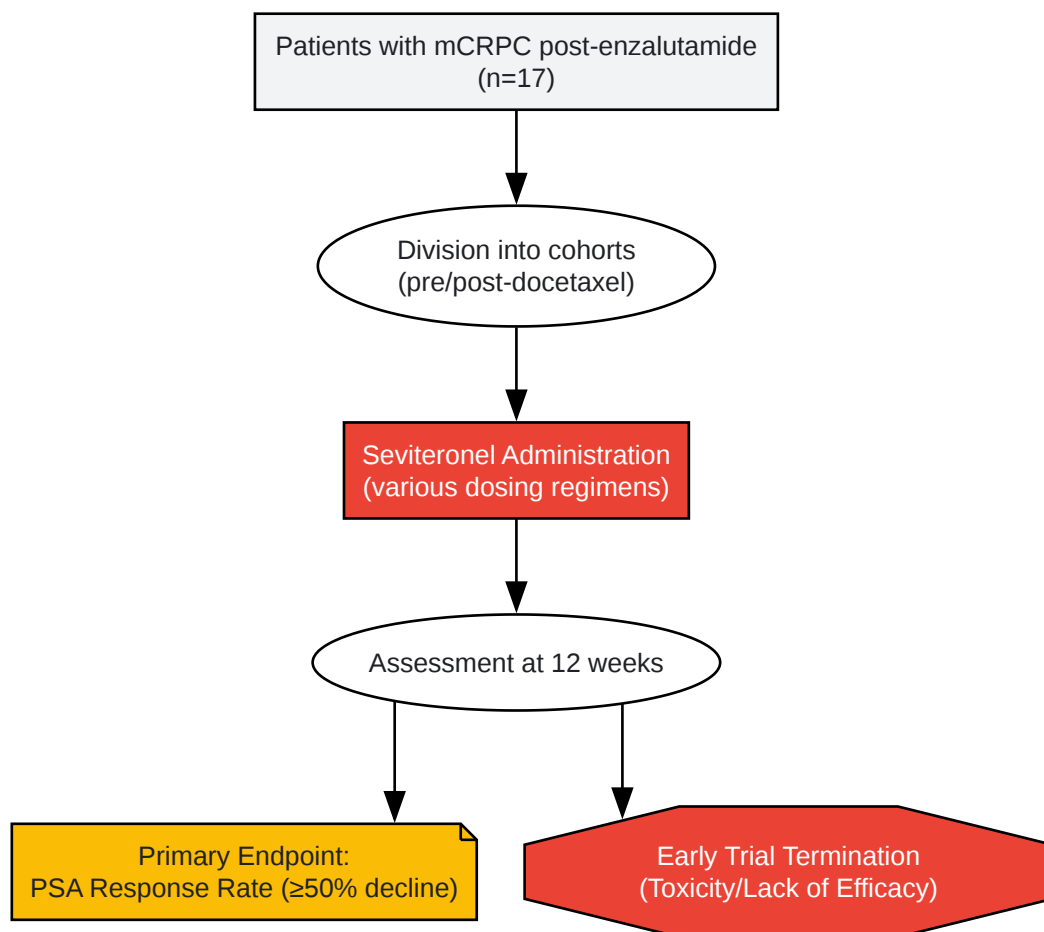 Patients with mCRPC post-enzalutamide
(n=17)
Division into cohorts
(pre/post-docetaxel)
Seviteronel Administration
(various dosing regimens)
Assessment at 12 weeks
Primary Endpoint:
PSA Response Rate (≥50% decline)
Early Trial Termination
(Toxicity/Lack of Efficacy)